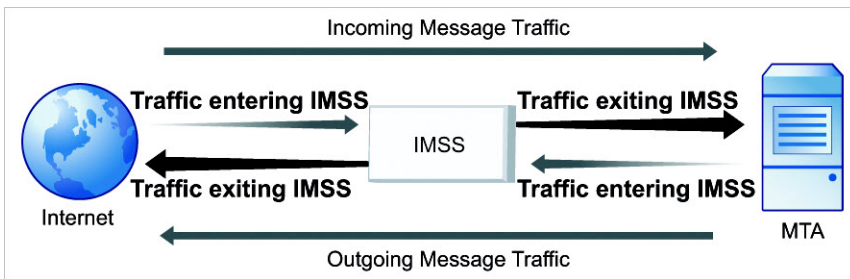 Incoming Message Traffic
Traffic entering IMSS
Traffic exiting IMSS
IMSS
Traffic exiting IMSS
Traffic entering IMSS
Internet
MTA
Outgoing Message Traffic